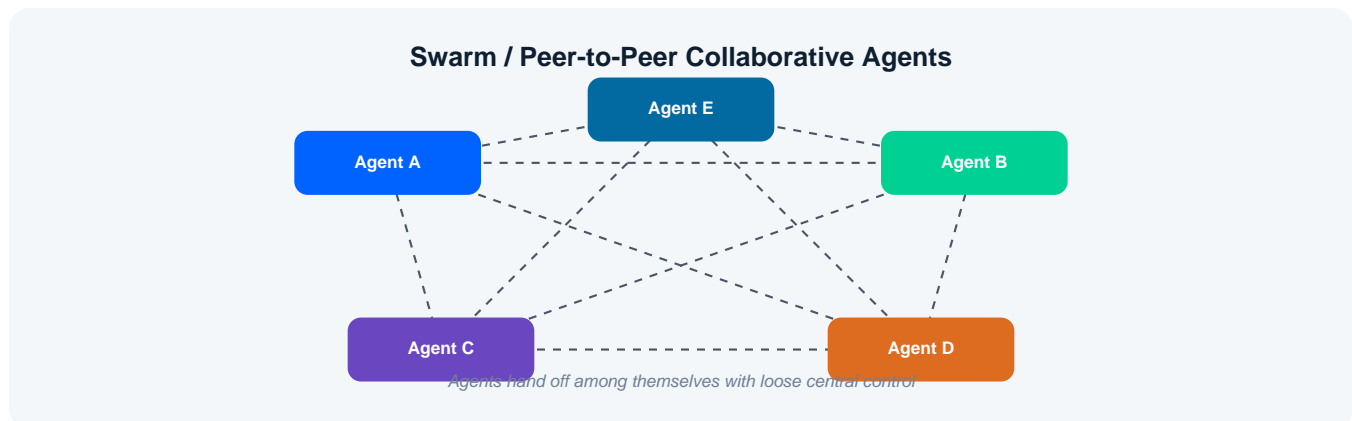 Swarm / Peer-to-Peer Collaborative Agents
Agent E
Agent A
Agent B
Agent C
Agent D
Agents hand off among themselves with loose central control